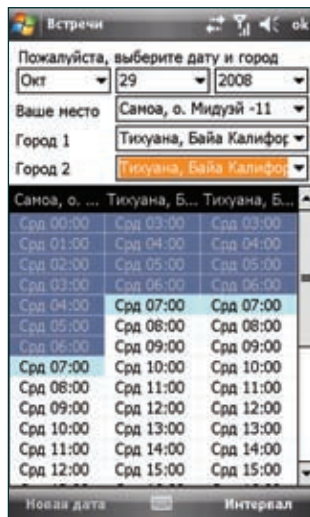 Встречи ok
Пожалуйста, выберите дату и город
Окт 29 2008
Ваше место Самоа, о. Мидуэй -11
Город 1 Тихуана, Байа Калифор
Город 2 Тихуана, Байа Калифор
Самоа, о. ... Тихуана, Б... Тихуана, Б...
Срд 00:00 Срд 03:00 Срд 03:00
Срд 01:00 Срд 04:00 Срд 04:00
Срд 02:00 Срд 05:00 Срд 05:00
Срд 03:00 Срд 06:00 Срд 06:00
Срд 04:00 Срд 07:00 Срд 07:00
Срд 05:00 Срд 08:00 Срд 08:00
Срд 06:00 Срд 09:00 Срд 09:00
Срд 07:00 Срд 10:00 Срд 10:00
Срд 08:00 Срд 11:00 Срд 11:00
Срд 09:00 Срд 12:00 Срд 12:00
Срд 10:00 Срд 13:00 Срд 13:00
Срд 11:00 Срд 14:00 Срд 14:00
Срд 12:00 Срд 15:00 Срд 15:00
Новая дата Интервал